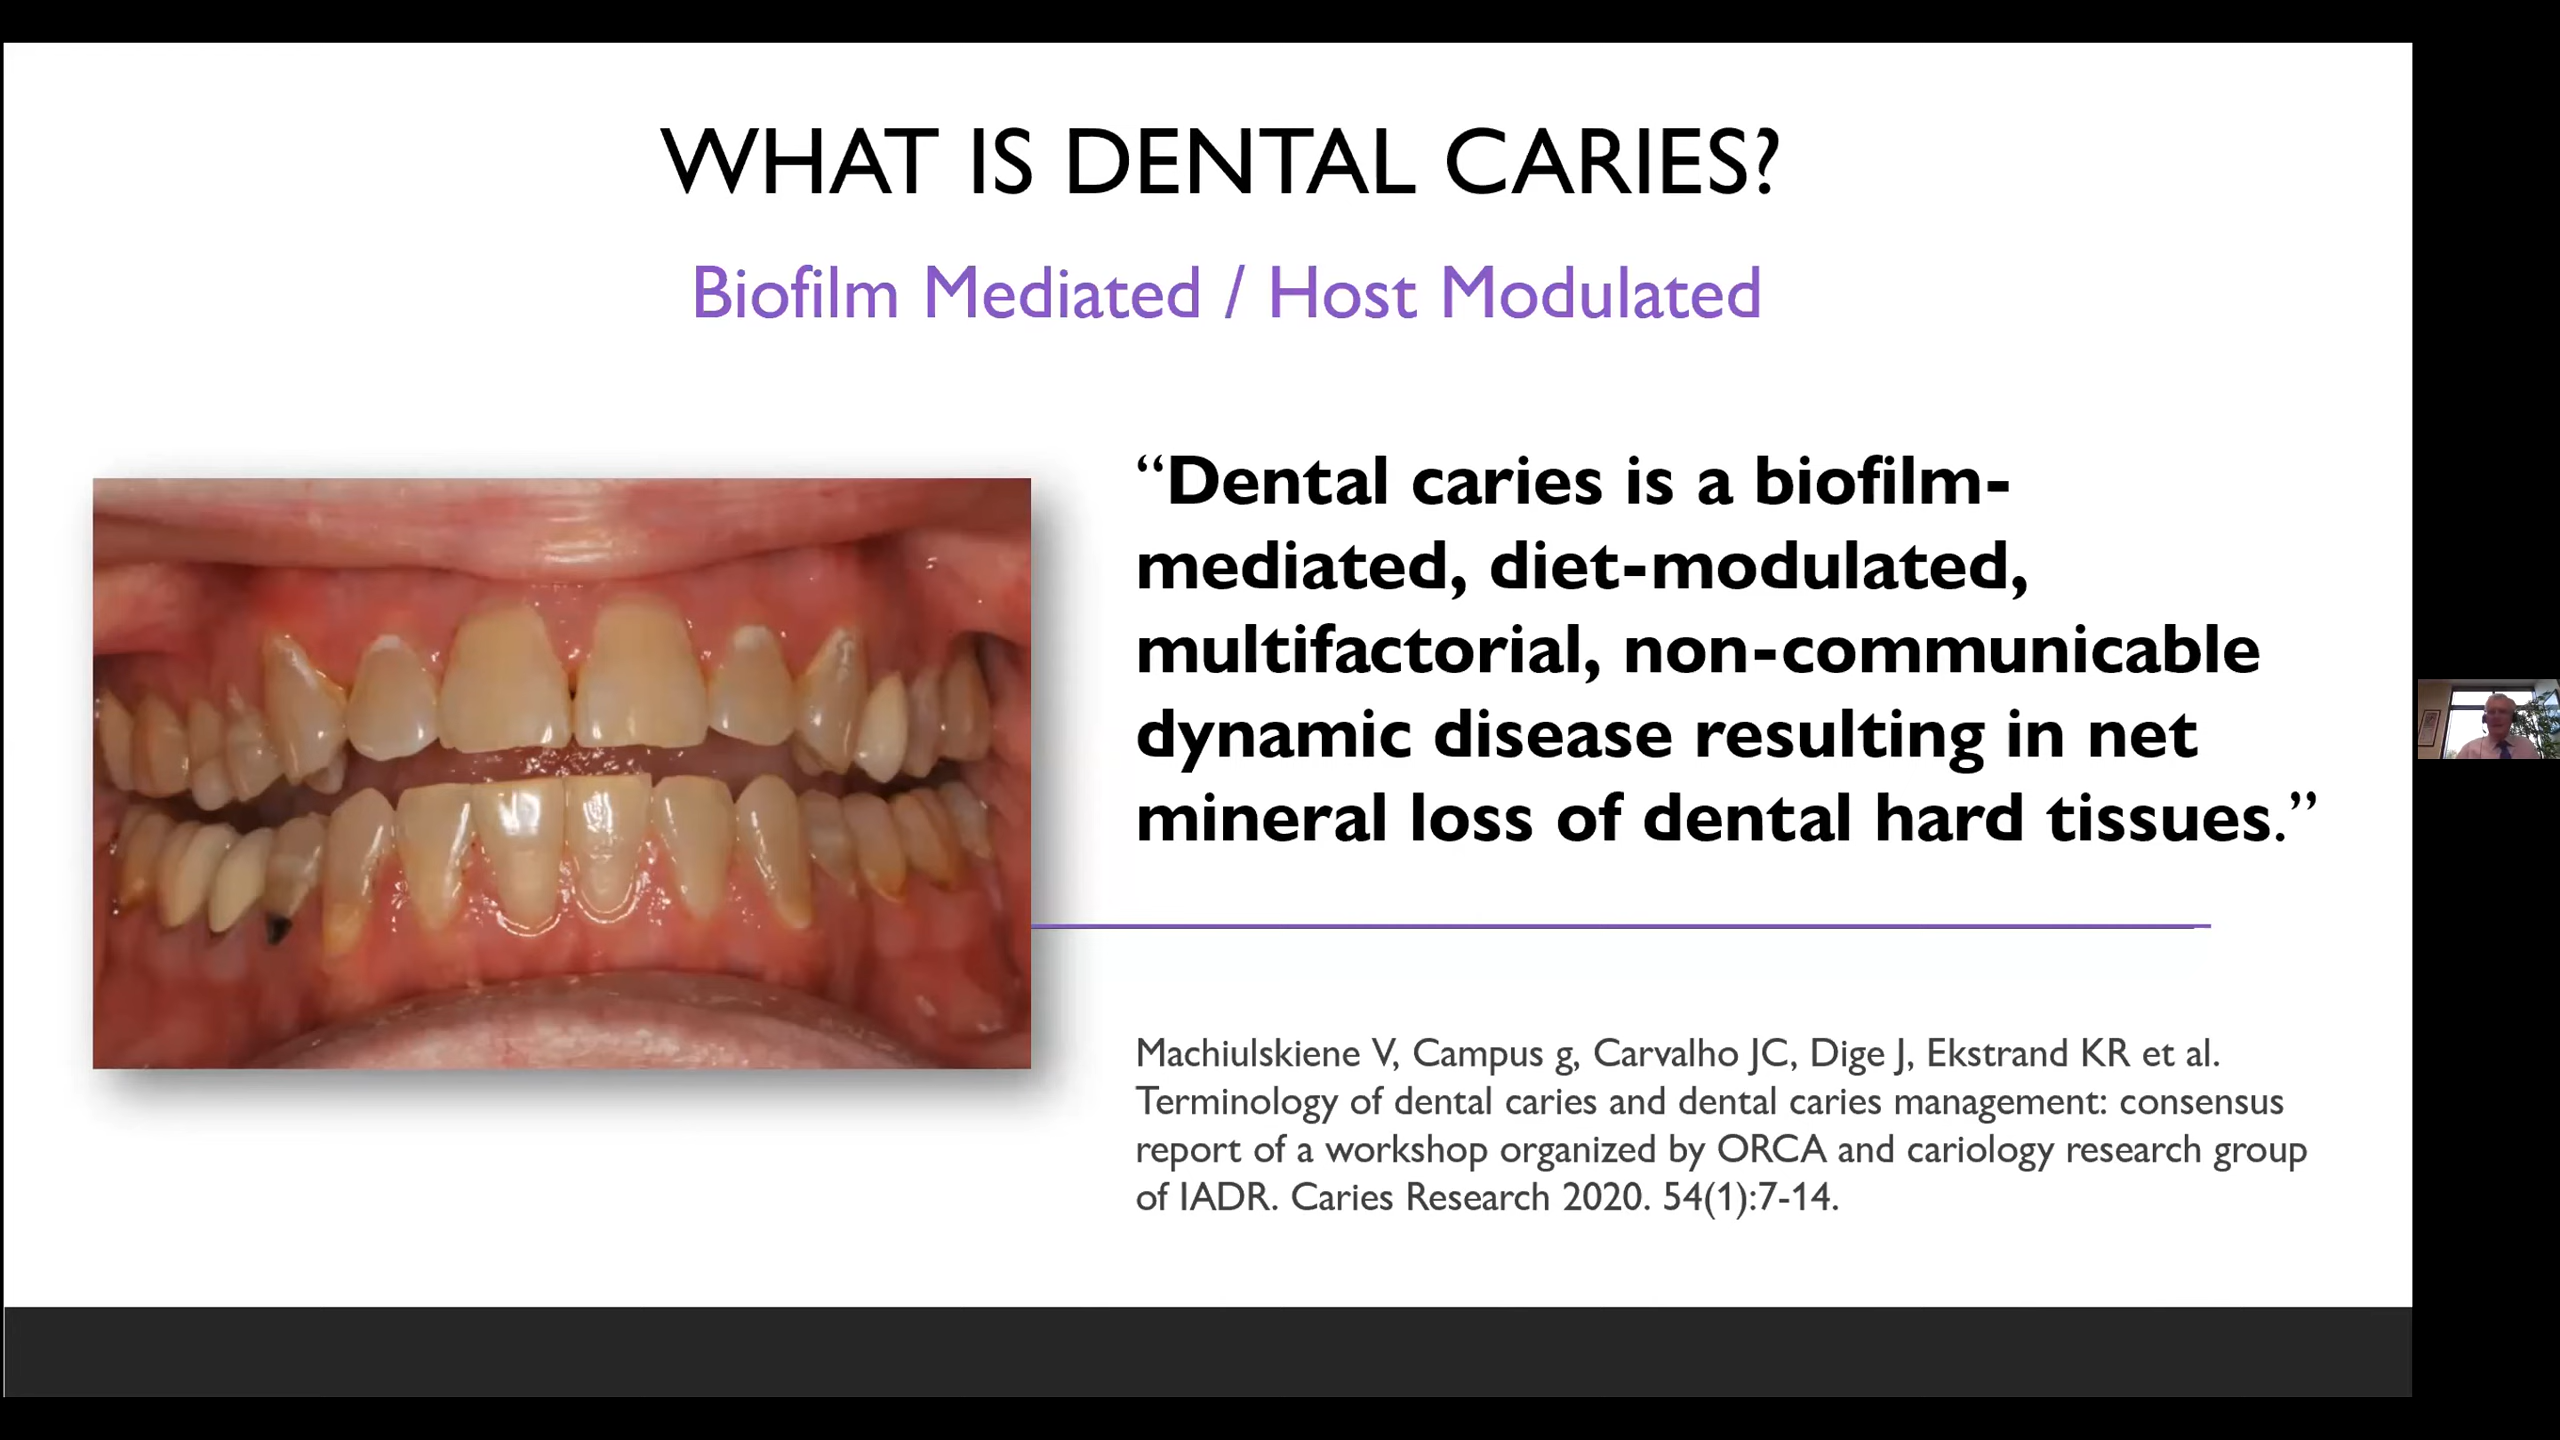 WHAT IS DENTAL CARIES?
Biofilm Mediated / Host Modulated
“Dental caries is a biofilm-
mediated, diet-modulated,
multifactorial, non-communicable
dynamic disease resulting in net
mineral loss of dental hard tissues.”
Machiulskiene V, Campus g, Carvalho JC, Dige J, Ekstrand KR et al.
Terminology of dental caries and dental caries management: consensus
report of a workshop organized by ORCA and cariology research group
of IADR. Caries Research 2020. 54(1):7-14.